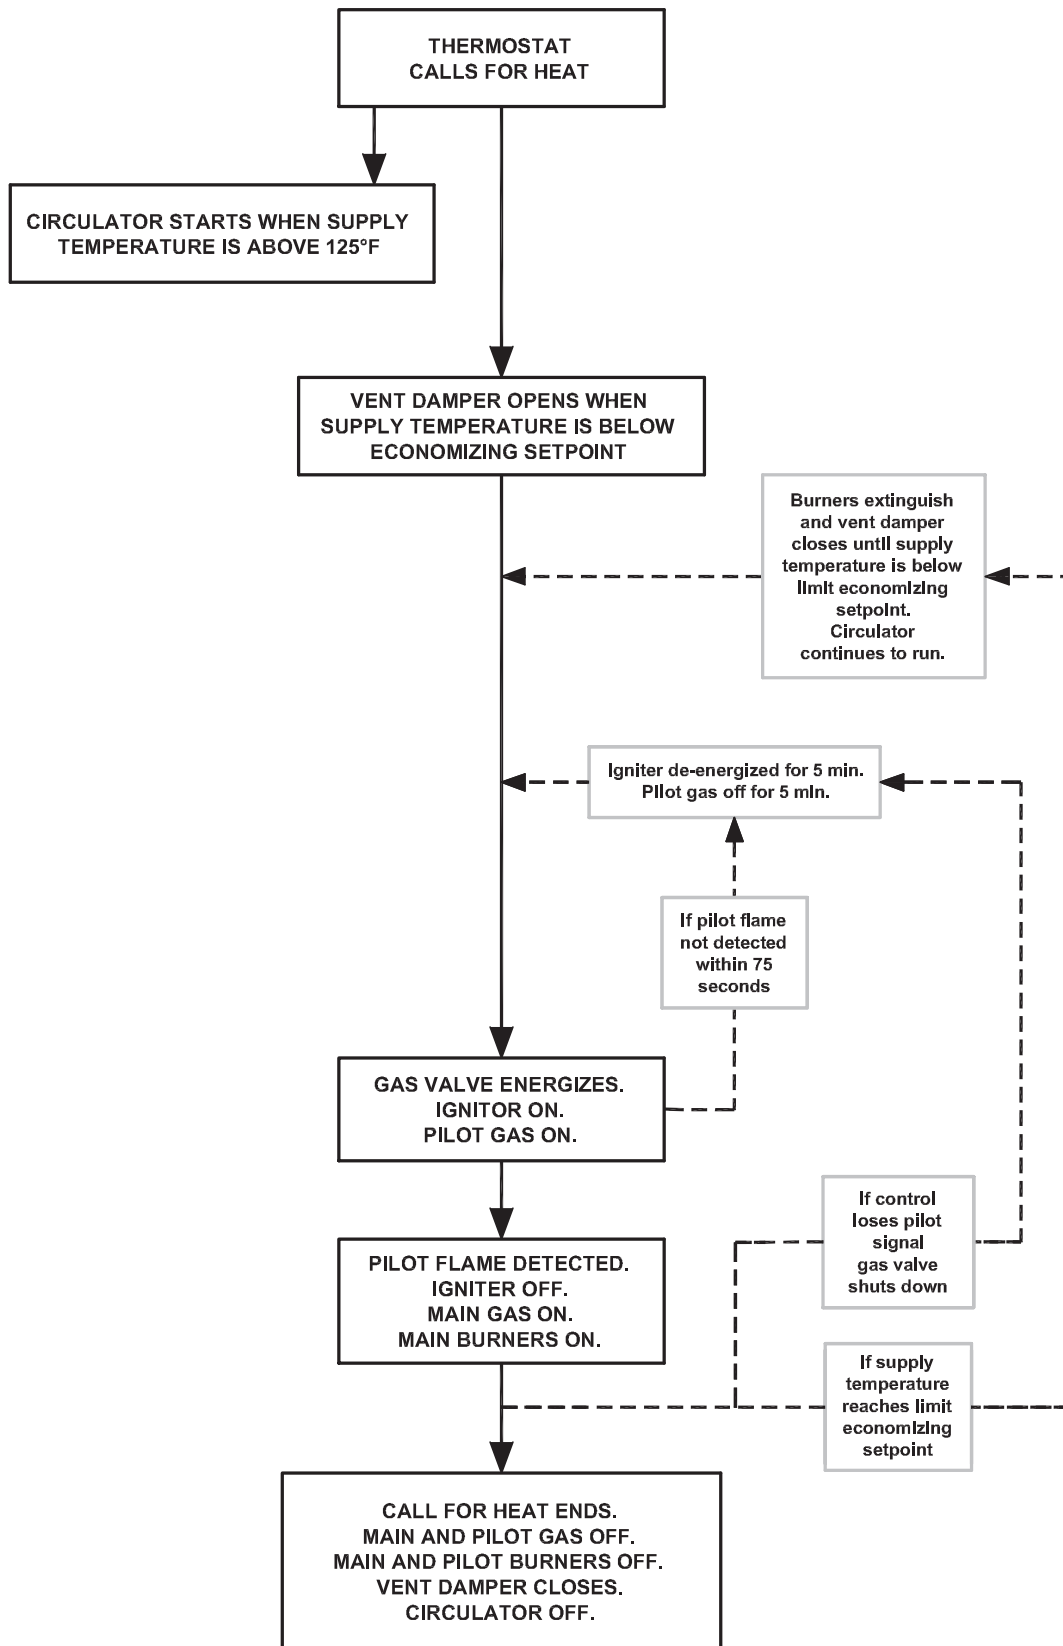 THERMOSTAT
CALLS FOR HEAT
CIRCULATOR STARTS WHEN SUPPLY
TEMPERATURE IS ABOVE 125°F
VENT DAMPER OPENS WHEN
SUPPLY TEMPERATURE IS BELOW
ECONOMIZING SETPOINT
Burners extinguish
and vent damper
closes until supply
temperature is below
limit economizing
setpoint.
Circulator
continues to run.
Igniter de-energized for 5 min.
Pilot gas off for 5 min.
If pilot flame
not detected
within 75
seconds
GAS VALVE ENERGIZES.
IGNITOR ON.
PILOT GAS ON.
If control
loses pilot
signal
gas valve
shuts down
PILOT FLAME DETECTED.
IGNITER OFF.
MAIN GAS ON.
MAIN BURNERS ON.
If supply
temperature
reaches limit
economizing
setpoint
CALL FOR HEAT ENDS.
MAIN AND PILOT GAS OFF.
MAIN AND PILOT BURNERS OFF.
VENT DAMPER CLOSES.
CIRCULATOR OFF.